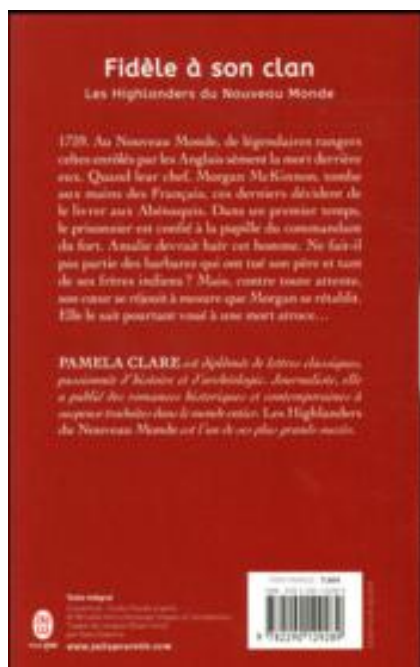 Fidèle à son clan
Les Highlanders du Nouveau Monde
1759. Au Nouveau Monde, de légendaires rangers
celtes enrôlés par les Anglais sèment la mort derrière
eux. Quand leur chef, Morgan McKinnon, tombe
aux mains des Français, ces derniers décident de
le livrer aux Abénaquis. Dans un premier temps,
le prisonnier est confié à la pupille du commandant
du fort. Amalie devrait haïr cet homme. Ne fait-il
pas partie des barbares qui ont tué son père et tant
de ses frères indiens ? Mais, contre toute attente,
son cœur se réjouit à mesure que Morgan se rétablit.
Elle le sait pourtant voué à une mort atroce…
PAMELA CLARE est diplômée de lettres classiques,
passionnée d'histoire et d'archéologie. Journaliste, elle
a publié des romances historiques et contemporaines à
suspense traduites dans le monde entier. Les Highlanders
du Nouveau Monde est l'un de ses plus grands succès.
Texte intégral
www.jailupourelle.com
9 782290 129289